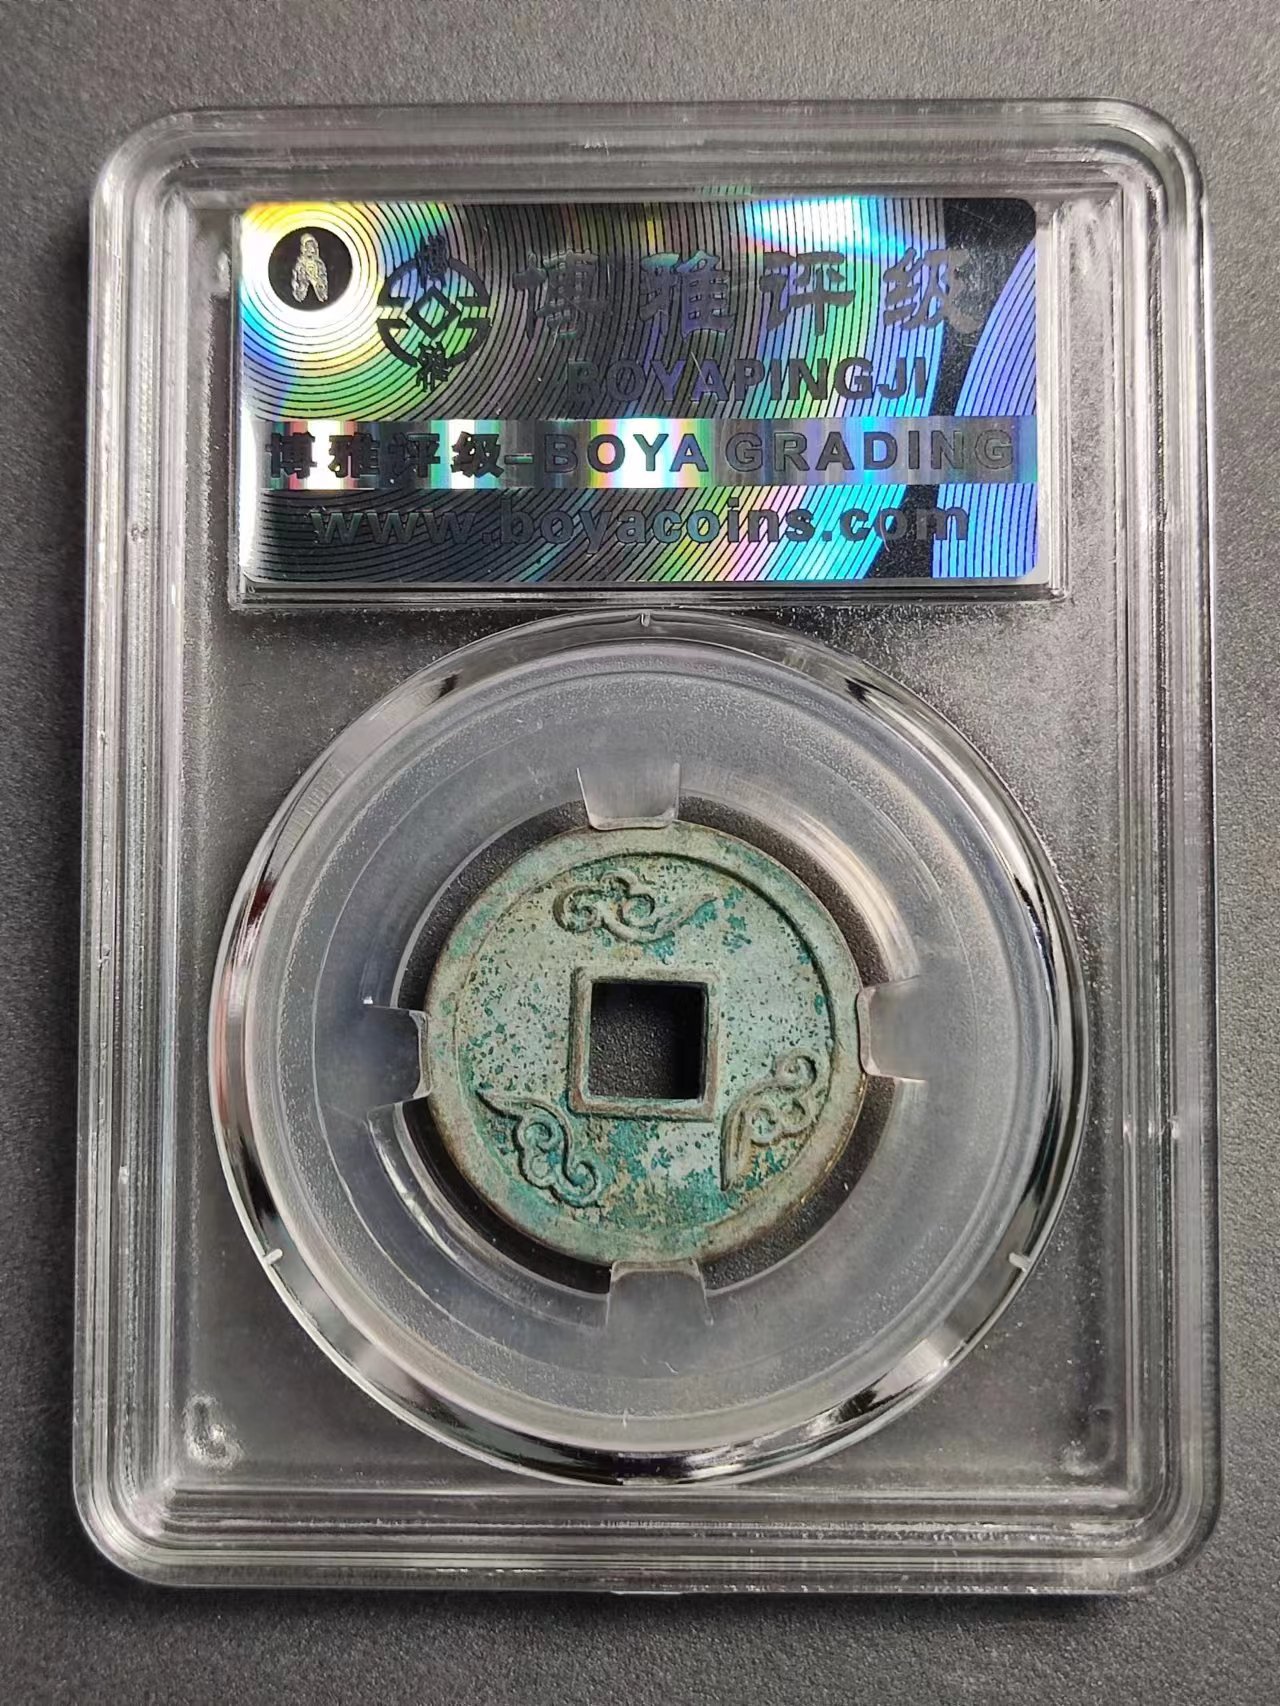 博雅评级
BOYAPINGJI
博雅评级-BOYA GRADING
www.boyacoins.com